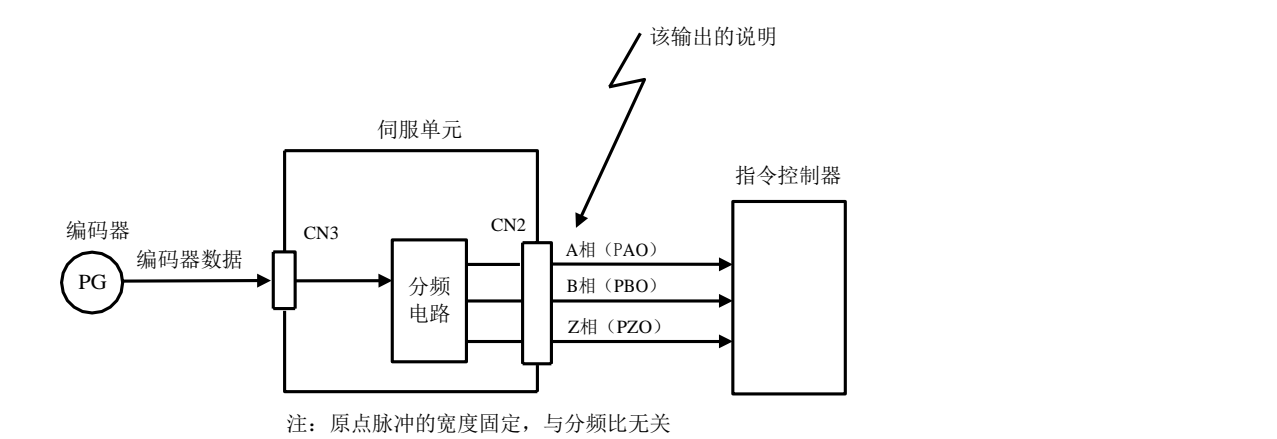 该输出的说明
伺服单元
指令控制器
编码器
CN3
CN2
PG
编码器数据
A相（PAO）
分频
电路
B相（PBO）
Z相（PZO）
注：原点脉冲的宽度固定，与分频比无关